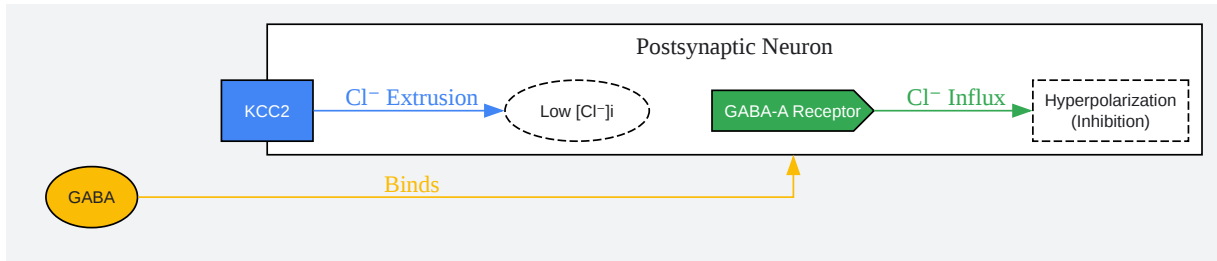 Postsynaptic Neuron
KCC2
Cl⁻ Extrusion
Low [Cl⁻]i
GABA-A Receptor
Cl⁻ Influx
Hyperpolarization
(Inhibition)
GABA
Binds